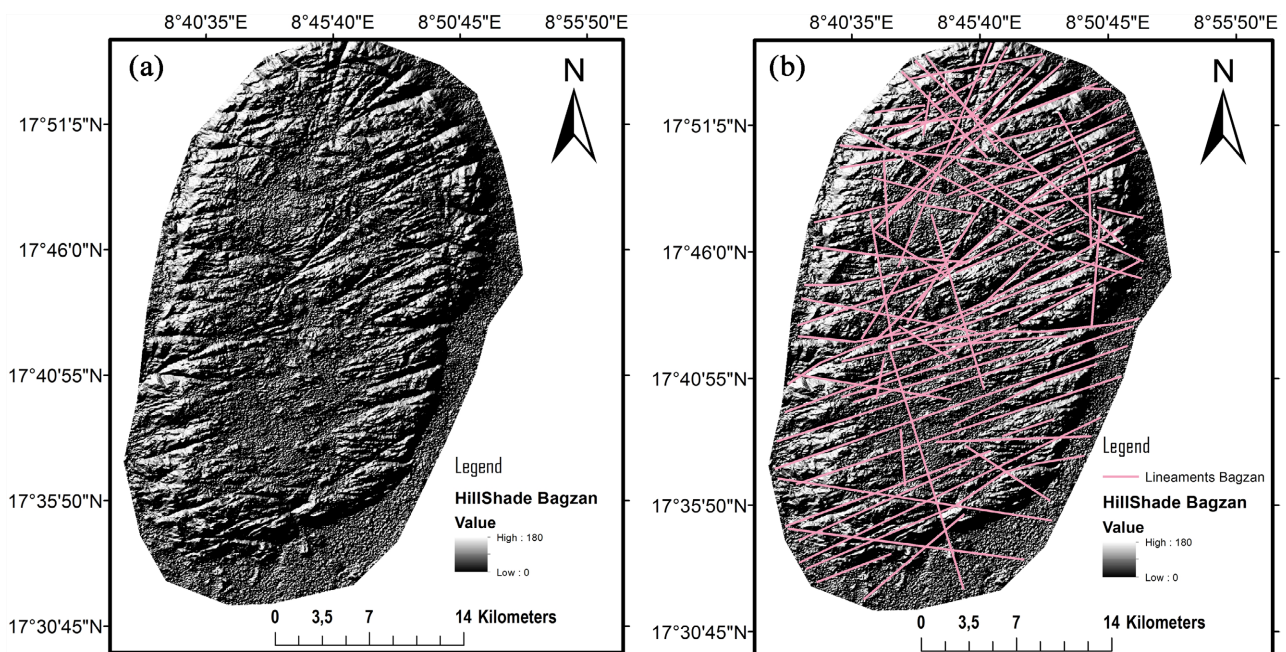 8°40'35"E 8°45'40"E 8°50'45"E 8°55'50"E
(a)
N
17°51'5"N
17°46'0"N
17°40'55"N
17°35'50"N
17°30'45"N
Legend
HillShade Bagzan
Value
High : 180
Low : 0
0 3,5 7 14 Kilometers
8°40'35"E 8°45'40"E 8°50'45"E 8°55'50"E
(b)
N
17°51'5"N
17°46'0"N
17°40'55"N
17°35'50"N
17°30'45"N
Legend
Lineaments Bagzan
HillShade Bagzan
Value
High : 180
Low : 0
0 3,5 7 14 Kilometers